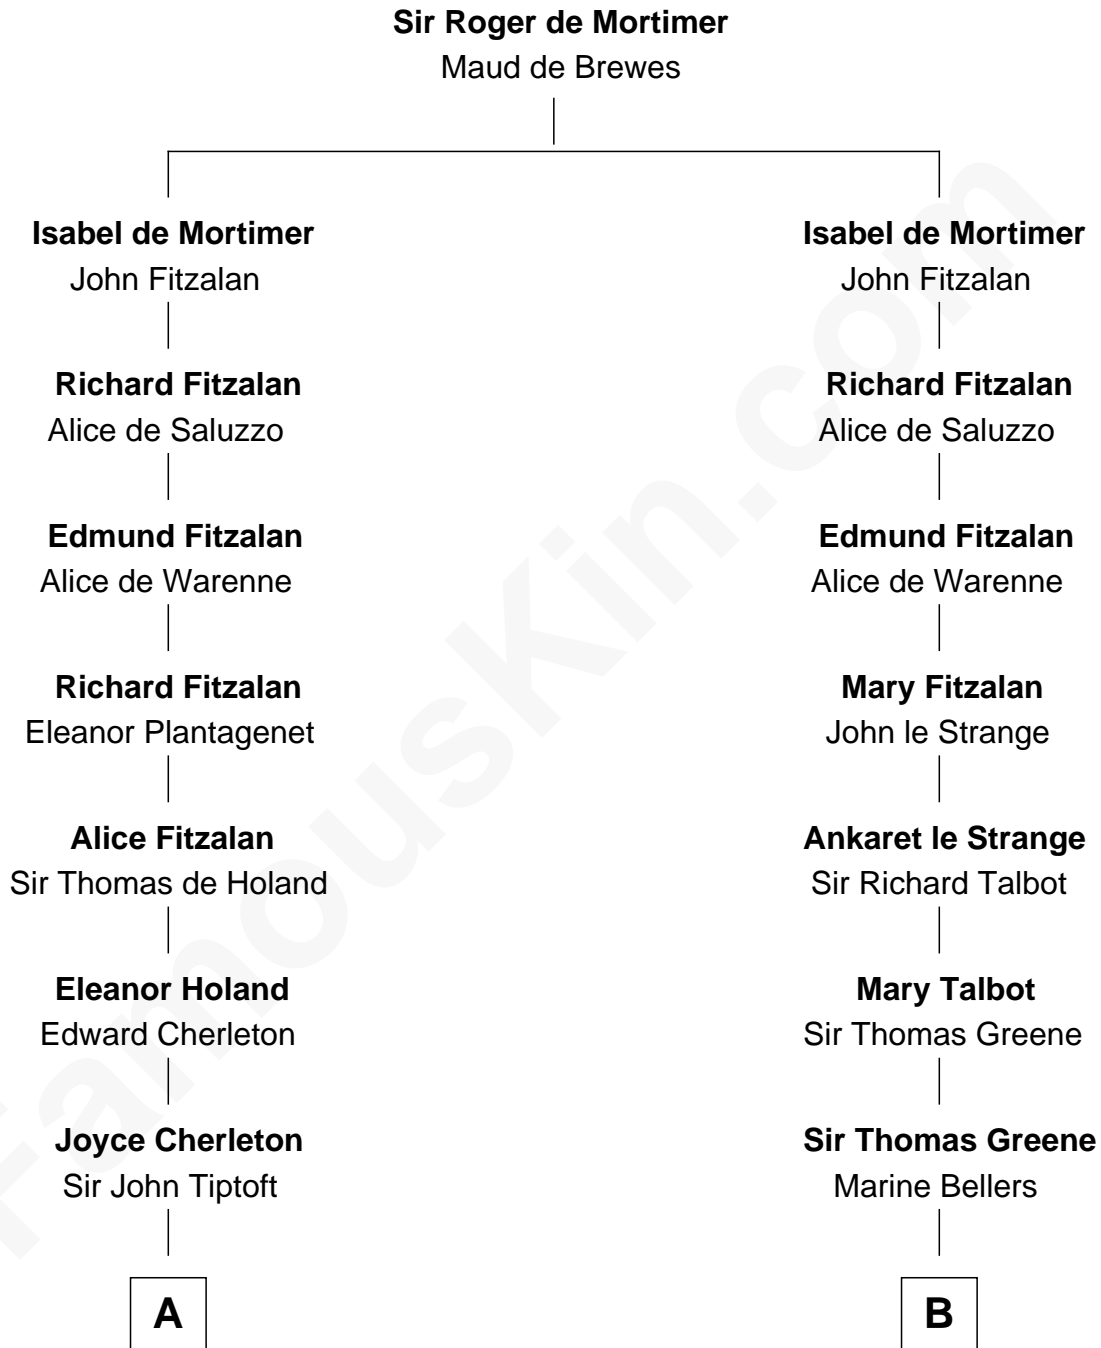 Sir Roger de Mortimer
Maud de Brewes
Isabel de Mortimer
John Fitzalan
Richard Fitzalan
Alice de Saluzzo
Edmund Fitzalan
Alice de Warenne
Richard Fitzalan
Eleanor Plantagenet
Alice Fitzalan
Sir Thomas de Holand
Eleanor Holand
Edward Cherleton
Joyce Cherleton
Sir John Tiptoft
A
Isabel de Mortimer
John Fitzalan
Richard Fitzalan
Alice de Saluzzo
Edmund Fitzalan
Alice de Warenne
Mary Fitzalan
John le Strange
Ankaret le Strange
Sir Richard Talbot
Mary Talbot
Sir Thomas Greene
Sir Thomas Greene
Marine Bellers
B
FamousKin.com